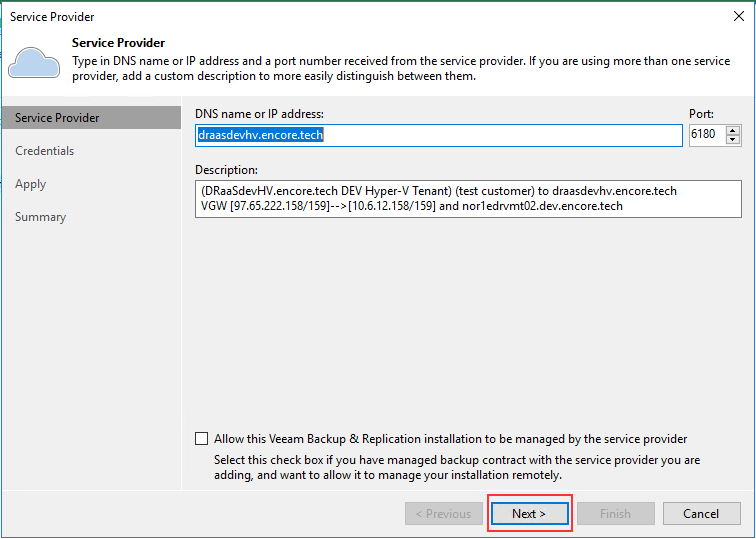 Service Provider
Service Provider
Type in DNS name or IP address and a port number received from the service provider. If you are using more than one service
provider, add a custom description to more easily distinguish between them.
Service Provider
Credentials
Apply
Summary
DNS name or IP address:
Port:
draasdevhv.encore.tech
6180
Description:
(DRaaSdevHV.encore.tech DEV Hyper-V Tenant) (test customer) to draasdevhv.encore.tech
VGW [97.65.222.158/159]-->[10.6.12.158/159] and nor1edrvmt02.dev.encore.tech
Allow this Veeam Backup & Replication installation to be managed by the service provider
Select this check box if you have managed backup contract with the service provider you are
adding, and want to allow it to manage your installation remotely.
< Previous
Next >
Finish
Cancel